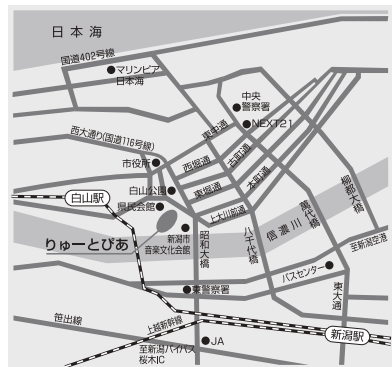 日本海
国道402号線
マリンピア
日本海
中央
警察署
NEXT21
西大通り(国道116号線)
東中通
市役所
西堀通
古町通
白山公園
東堀通
本町通
柳都大橋
白山駅
県民会館
上大川前通
萬代橋
信濃川
りゅーとぴあ
新潟市
音楽文化会館
昭和大橋
八千代橋
至新潟空港
バスセンター
東警察署
東大通
笹出線
上越新幹線
新潟駅
至新潟バイパス
桜木IC
JA